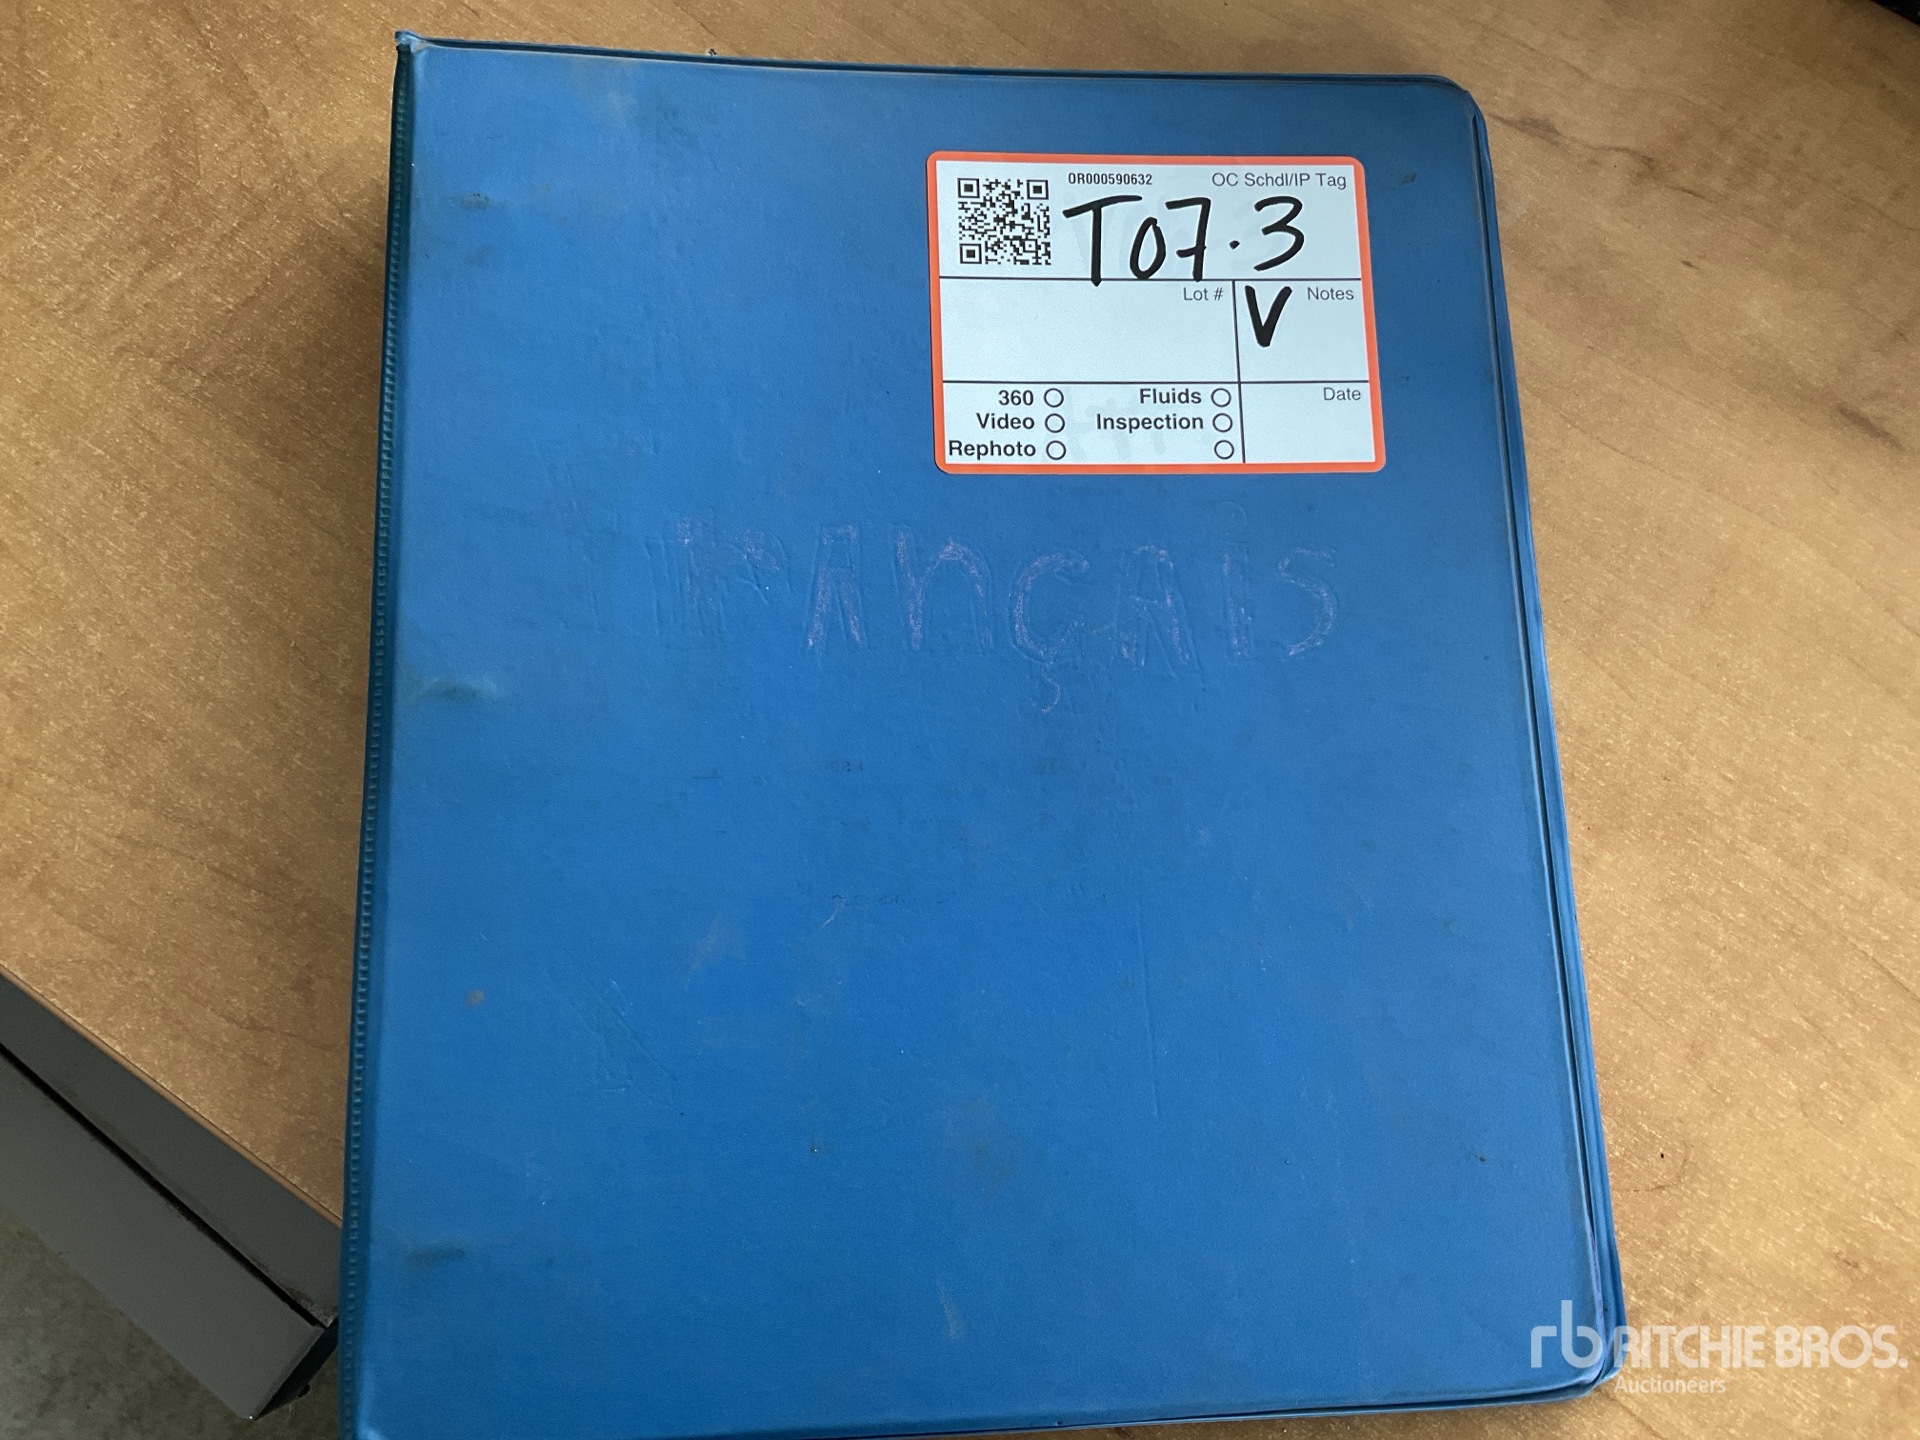 OR000590632 OC Schdl/IP Tag
T07.3
Lot # V Notes
360 Fluids Date
Video Inspection
Rephoto
Français
rb RITCHIE BROS.
Auctioneers